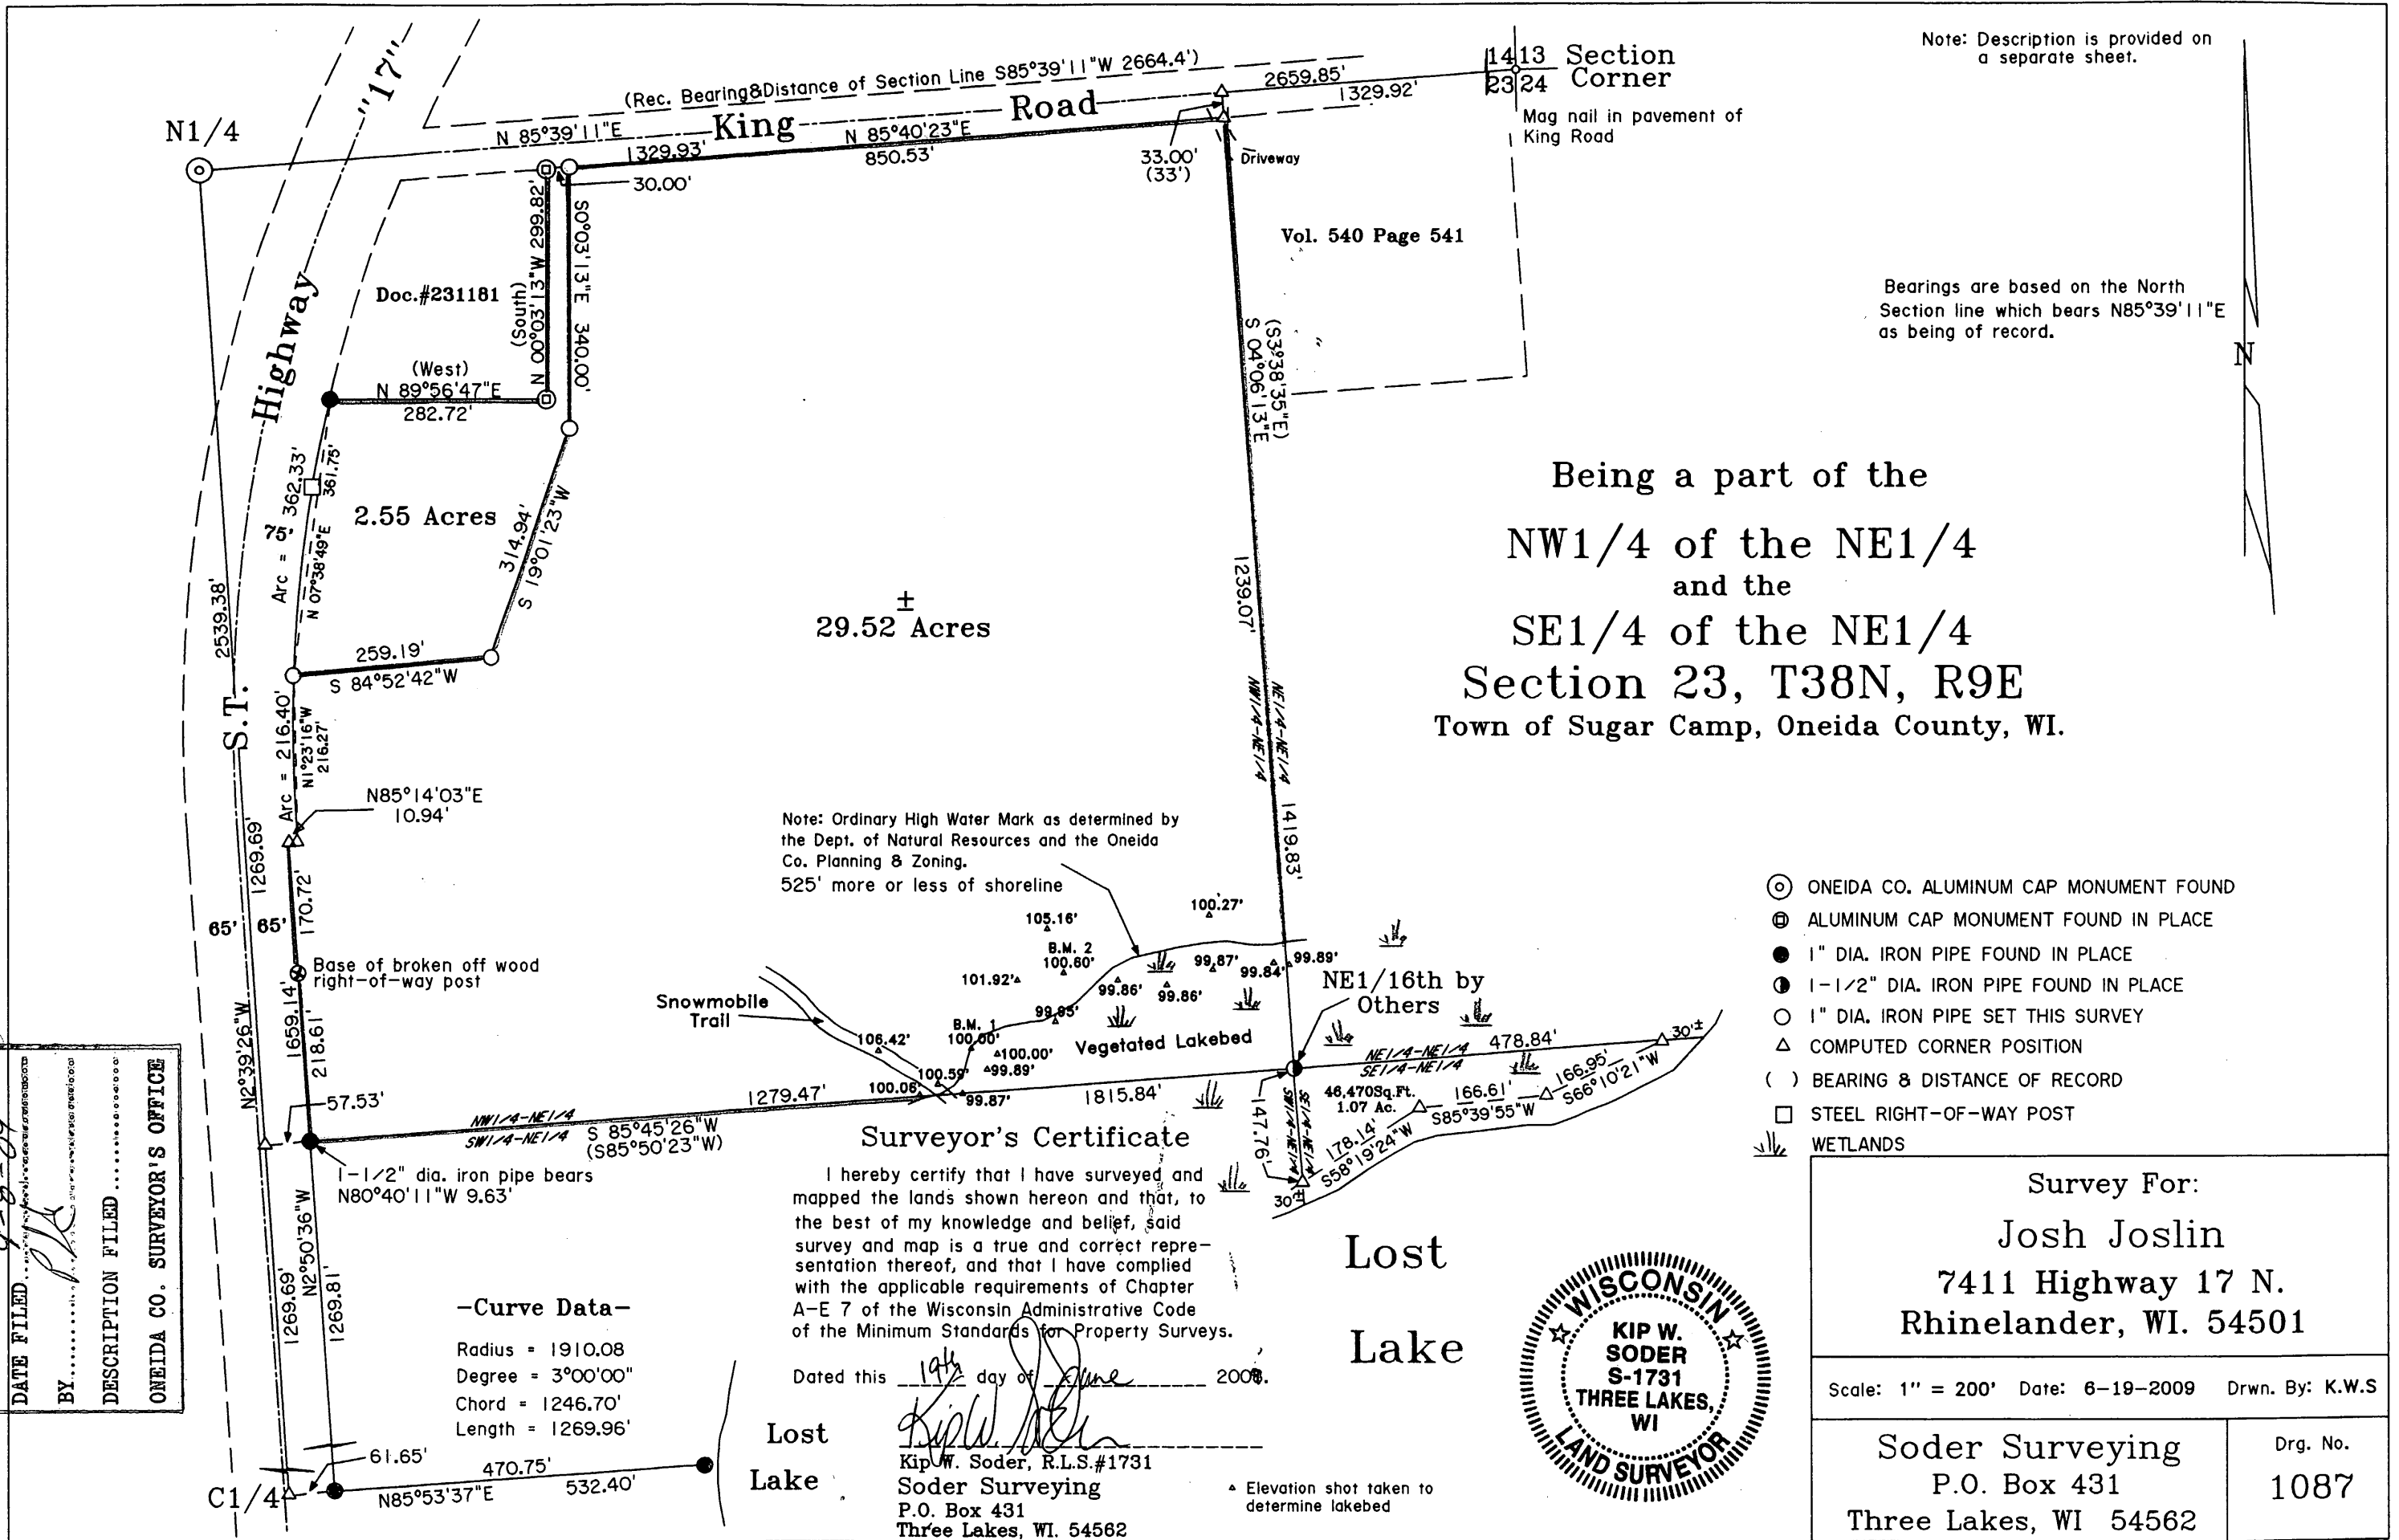 Note: Description is provided on
a separate sheet.
14 13 Section
23 24 Corner
Mag nail in pavement of
King Road
(Rec. Bearing&Distance of Section Line S85°39'11"W 2664.4')
2659.85'
1329.92'
N1/4
N 85°39'11"E
1329.93'
King Road
N 85°40'23"E
850.53'
33.00'
(33')
Driveway
30.00'
Highway "17"
S.T.
Doc.#231181
(South)
N 00°03'13"W 299.82'
S0°03'13"E 340.00'
Vol. 540 Page 541
(West)
N 89°56'47"E
282.72'
(S3°38'35"E)
S 04°06'13"E
1239.07'
Bearings are based on the North
Section line which bears N85°39'11"E
as being of record.
N
Arc = 362.33'
361.75'
N 07°38'49"E
75'
2.55 Acres
314.94'
S 19°01'23"W
±
29.52 Acres
259.19'
S 84°52'42"W
2539.38'
Being a part of the
NW1/4 of the NE1/4
and the
SE1/4 of the NE1/4
Section 23, T38N, R9E
Town of Sugar Camp, Oneida County, WI.
NE1/4-NE1/4
NW1/4-NE1/4
1419.83'
Arc = 216.40'
N1°23'16"W
216.27'
N85°14'03"E
10.94'
1269.69'
170.72'
65' 65'
Base of broken off wood
right-of-way post
1659.14'
218.61'
N2°39'26"W
57.53'
Note: Ordinary High Water Mark as determined by
the Dept. of Natural Resources and the Oneida
Co. Planning & Zoning.
525' more or less of shoreline
105.16'
100.27'
B.M. 2
100.60'
101.92'
99.87'
99.84'
99.89'
99.86'
99.86'
99.95'
Snowmobile
Trail
B.M. 1
100.00'
106.42'
100.00'
99.89'
100.59'
100.06'
99.87'
Vegetated Lakebed
NE1/16th by
Others
NE1/4-NE1/4
SE1/4-NE1/4
478.84'
30'±
1279.47'
1815.84'
NW1/4-NE1/4
SW1/4-NE1/4
S 85°45'26"W
(S85°50'23"W)
147.76'
SW1/4-NE1/4
SE1/4-NE1/4
46,470Sq.Ft.
1.07 Ac.
166.61'
S85°39'55"W
166.95'
S66°10'21"W
178.14'
S58°19'24"W
30'±
1-1/2" dia. iron pipe bears
N80°40'11"W 9.63'
1269.69'
N2°50'36"W
1269.81'
ONEIDA CO. ALUMINUM CAP MONUMENT FOUND
ALUMINUM CAP MONUMENT FOUND IN PLACE
1" DIA. IRON PIPE FOUND IN PLACE
1-1/2" DIA. IRON PIPE FOUND IN PLACE
1" DIA. IRON PIPE SET THIS SURVEY
COMPUTED CORNER POSITION
( ) BEARING & DISTANCE OF RECORD
STEEL RIGHT-OF-WAY POST
WETLANDS
Surveyor's Certificate
I hereby certify that I have surveyed and
mapped the lands shown hereon and that, to
the best of my knowledge and belief, said
survey and map is a true and correct repre-
sentation thereof, and that I have complied
with the applicable requirements of Chapter
A-E 7 of the Wisconsin Administrative Code
of the Minimum Standards for Property Surveys.
Dated this 19th day of June 200
Kip W. Soder
Kip W. Soder, R.L.S.#1731
Soder Surveying
P.O. Box 431
Three Lakes, WI. 54562
-Curve Data-
Radius = 1910.08
Degree = 3°00'00"
Chord = 1246.70'
Length = 1269.96'
61.65'
470.75'
C1/4
N85°53'37"E
532.40'
Lost
Lake
Lost
Lake
Elevation shot taken to
determine lakebed
WISCONSIN
KIP W.
SODER
S-1731
THREE LAKES,
WI
LAND SURVEYOR
DATE FILED
BY
DESCRIPTION FILED
ONEIDA CO. SURVEYOR'S OFFICE
Survey For:
Josh Joslin
7411 Highway 17 N.
Rhinelander, WI. 54501
Scale: 1" = 200' Date: 6-19-2009 Drwn. By: K.W.S
Soder Surveying
P.O. Box 431
Three Lakes, WI 54562
Drg. No.
1087